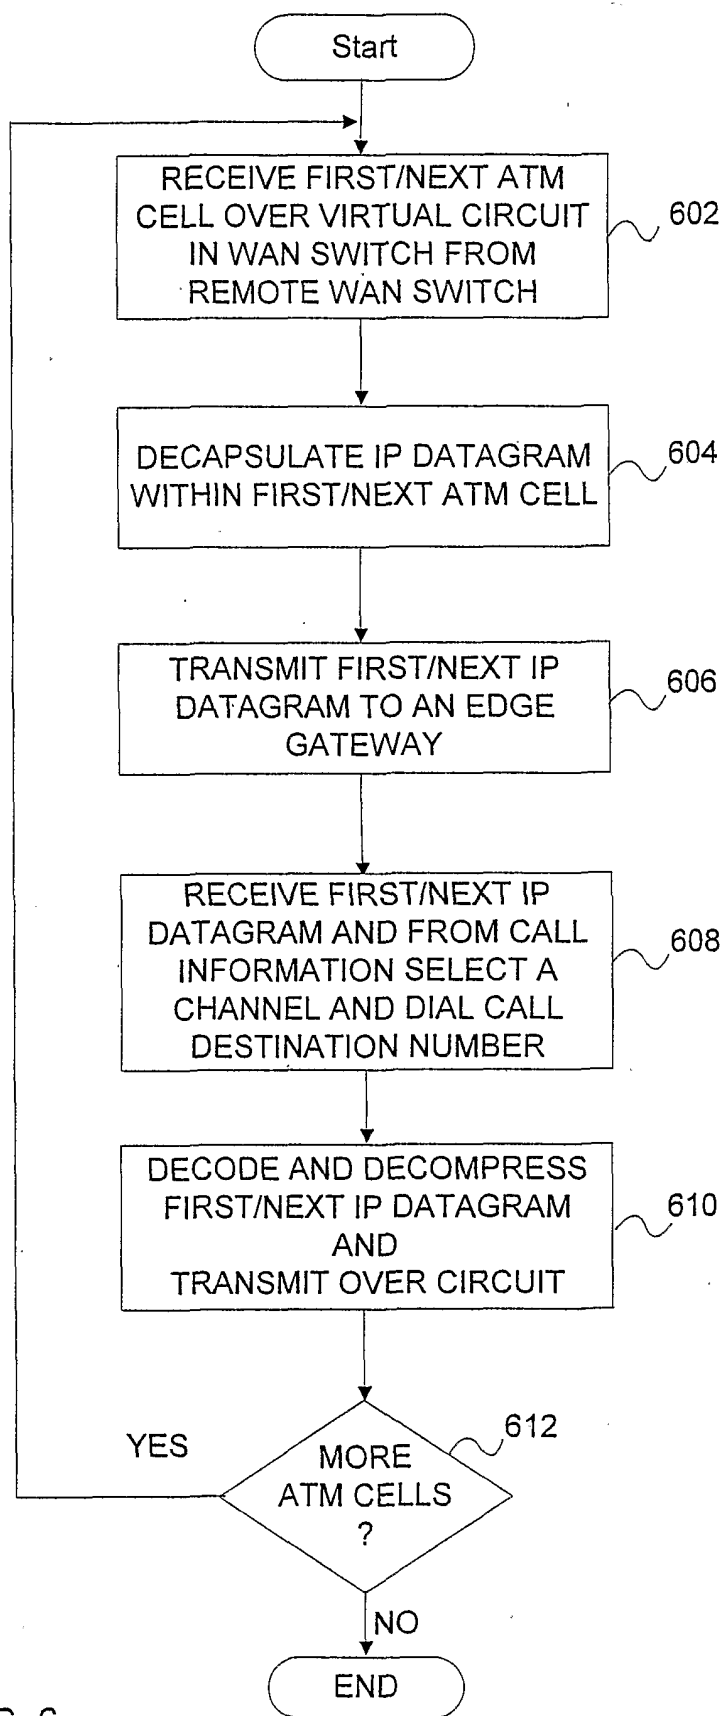 Start
RECEIVE FIRST/NEXT ATM
CELL OVER VIRTUAL CIRCUIT
IN WAN SWITCH FROM
REMOTE WAN SWITCH
602
DECAPSULATE IP DATAGRAM
WITHIN FIRST/NEXT ATM CELL
604
TRANSMIT FIRST/NEXT IP
DATAGRAM TO AN EDGE
GATEWAY
606
RECEIVE FIRST/NEXT IP
DATAGRAM AND FROM CALL
INFORMATION SELECT A
CHANNEL AND DIAL CALL
DESTINATION NUMBER
608
DECODE AND DECOMPRESS
FIRST/NEXT IP DATAGRAM
AND
TRANSMIT OVER CIRCUIT
610
YES
MORE
ATM CELLS
?
612
NO
END